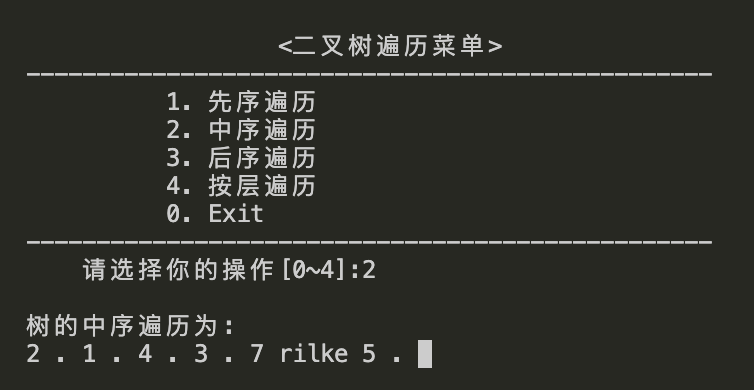 <二叉树遍历菜单>
1. 先序遍历
2. 中序遍历
3. 后序遍历
4. 按层遍历
0. Exit
请选择你的操作[0~4]:2
树的中序遍历为:
2 . 1 . 4 . 3 . 7 rilke 5 .